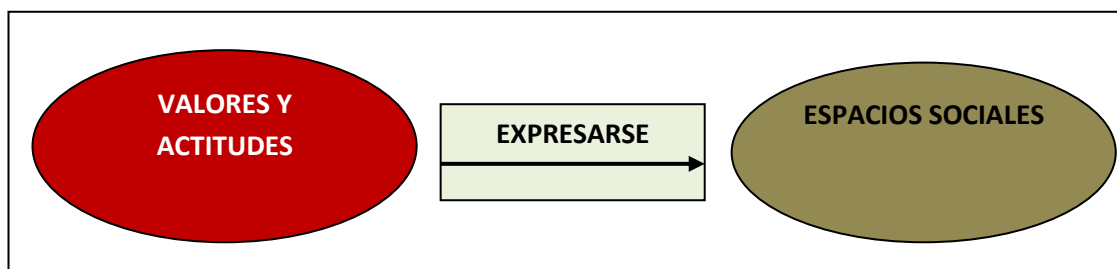 VALORES Y
ACTITUDES
EXPRESARSE
ESPACIOS SOCIALES